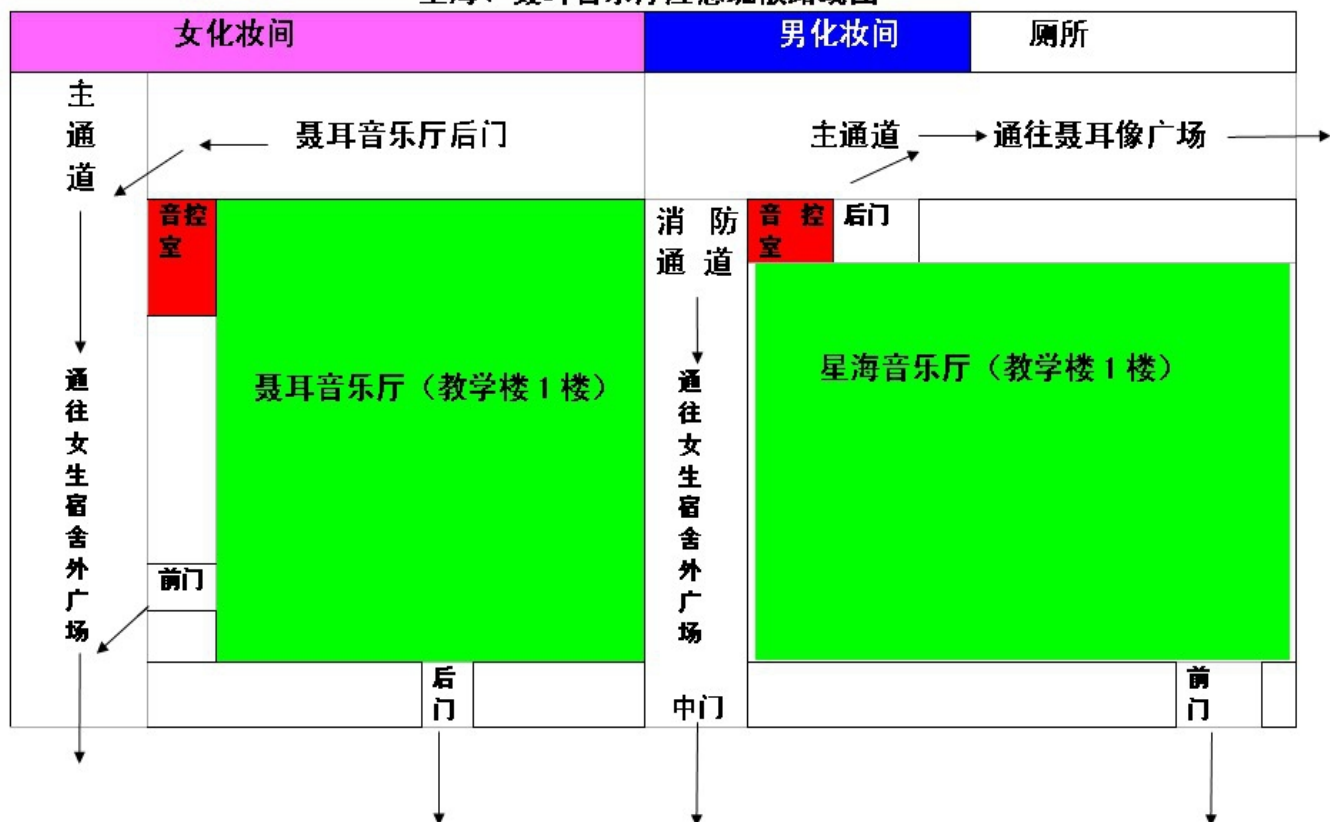 女化妆间
男化妆间
厕所
主
通
道
聂耳音乐厅后门
主通道
通往聂耳像广场
音控
室
消 防
通 道
音 控
室
后门
聂耳音乐厅（教学楼1楼）
星海音乐厅（教学楼1楼）
通
往
女
生
宿
舍
外
广
场
通
往
女
生
宿
舍
外
广
场
前门
后
门
中门
前
门